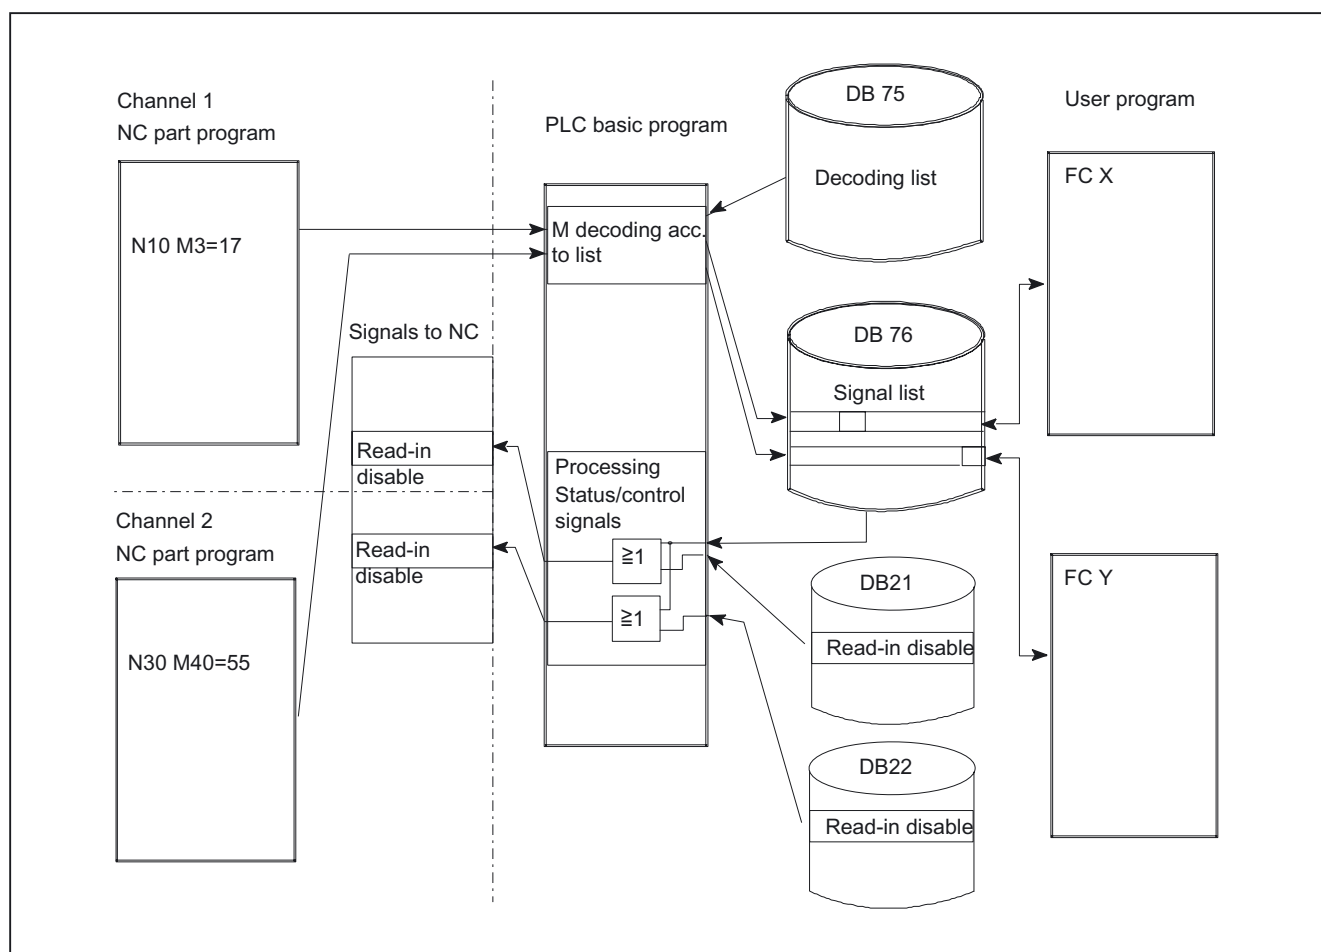 Channel 1
NC part program
N10 M3=17
Channel 2
NC part program
N30 M40=55
Signals to NC
Read-in
disable
Read-in
disable
PLC basic program
M decoding acc.
to list
Processing
Status/control
signals
≧1
≧1
DB 75
Decoding list
DB 76
Signal list
DB21
Read-in disable
DB22
Read-in disable
User program
FC X
FC Y